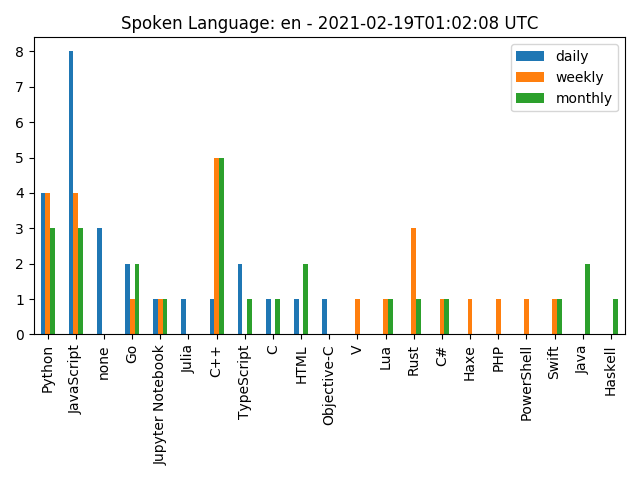 Spoken Language: en - 2021-02-19T01:02:08 UTC
daily
weekly
monthly
8
7
6
5
4
3
2
1
0
Python
JavaScript
none
Go
Jupyter Notebook
Julia
C++
TypeScript
C
HTML
Objective-C
V
Lua
Rust
C#
Haxe
PHP
PowerShell
Swift
Java
Haskell